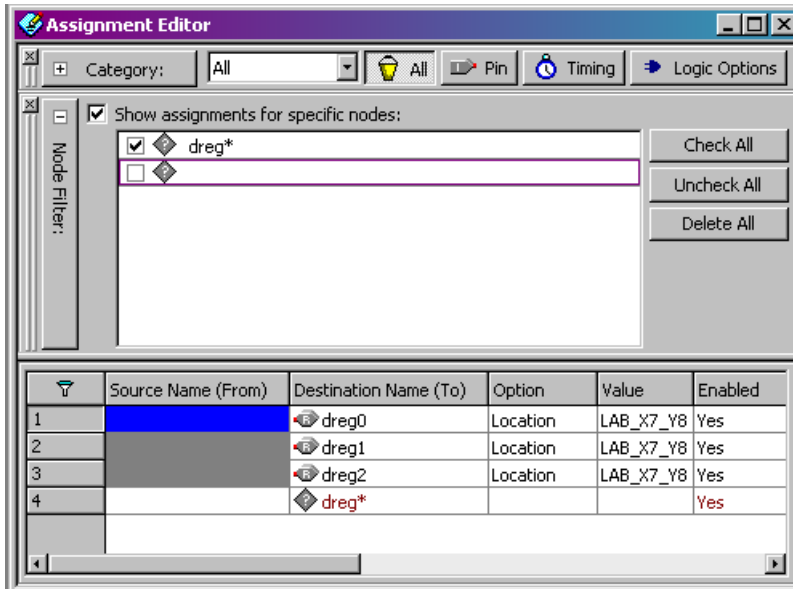 Assignment Editor
Category: All All Pin Timing Logic Options
Show assignments for specific nodes:
Node Filter:
dreg*
Check All
Uncheck All
Delete All
Source Name (From) Destination Name (To) Option Value Enabled
1 dreg0 Location LAB_X7_Y8 Yes
2 dreg1 Location LAB_X7_Y8 Yes
3 dreg2 Location LAB_X7_Y8 Yes
4 dreg* Yes